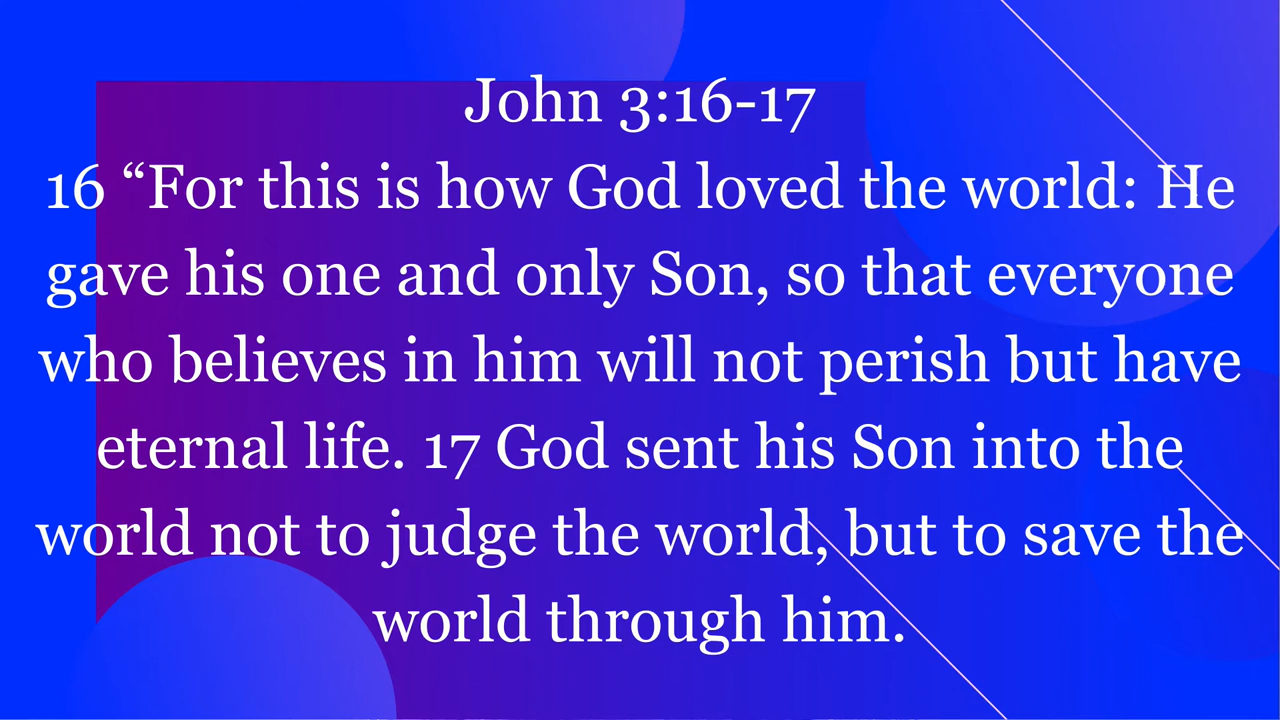 John 3:16-17
16 “For this is how God loved the world: He
gave his one and only Son, so that everyone
who believes in him will not perish but have
eternal life. 17 God sent his Son into the
world not to judge the world, but to save the
world through him.